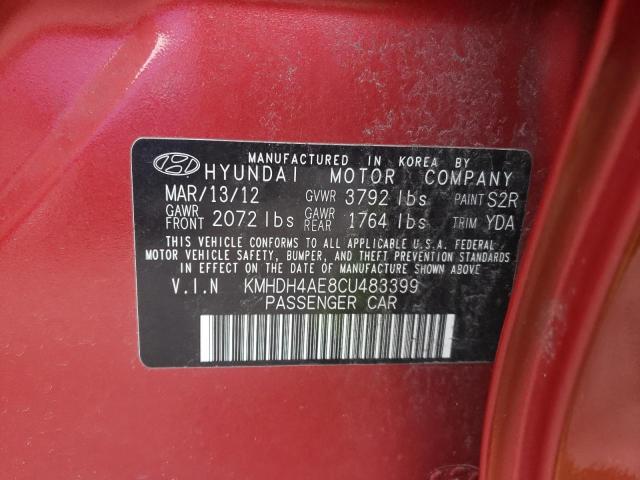 MANUFACTURED IN KOREA BY
HYUNDAI MOTOR COMPANY
MAR/13/12 GVWR 3792 lbs PAINT S2R
GAWR FRONT 2072 lbs GAWR REAR 1764 lbs TRIM YDA
THIS VEHICLE CONFORMS TO ALL APPLICABLE U.S.A. FEDERAL
MOTOR VEHICLE SAFETY, BUMPER, AND THEFT PREVENTION STANDARDS
IN EFFECT ON THE DATE OF MANUFACTURE SHOWN ABOVE.
V.I.N KMHDH4AE8CU483399
PASSENGER CAR